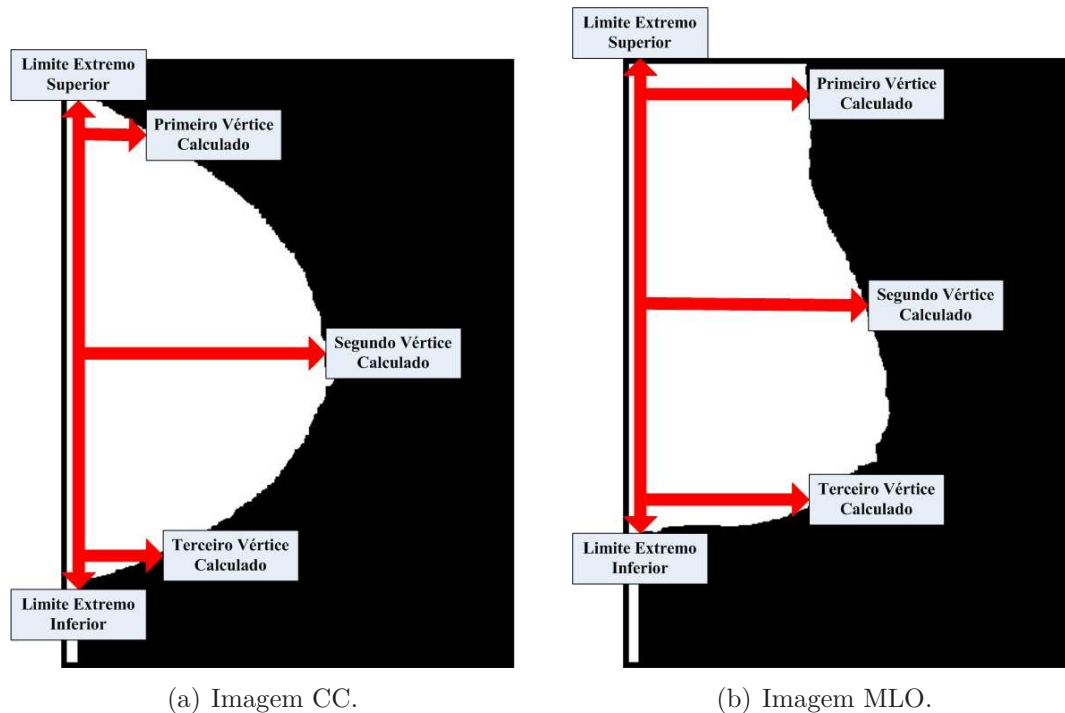 Limite Extremo
Superior
Primeiro Vértice
Calculado
Segundo Vértice
Calculado
Terceiro Vértice
Calculado
Limite Extremo
Inferior
(a) Imagem CC.
Limite Extremo
Superior
Primeiro Vértice
Calculado
Segundo Vértice
Calculado
Terceiro Vértice
Calculado
Limite Extremo
Inferior
(b) Imagem MLO.